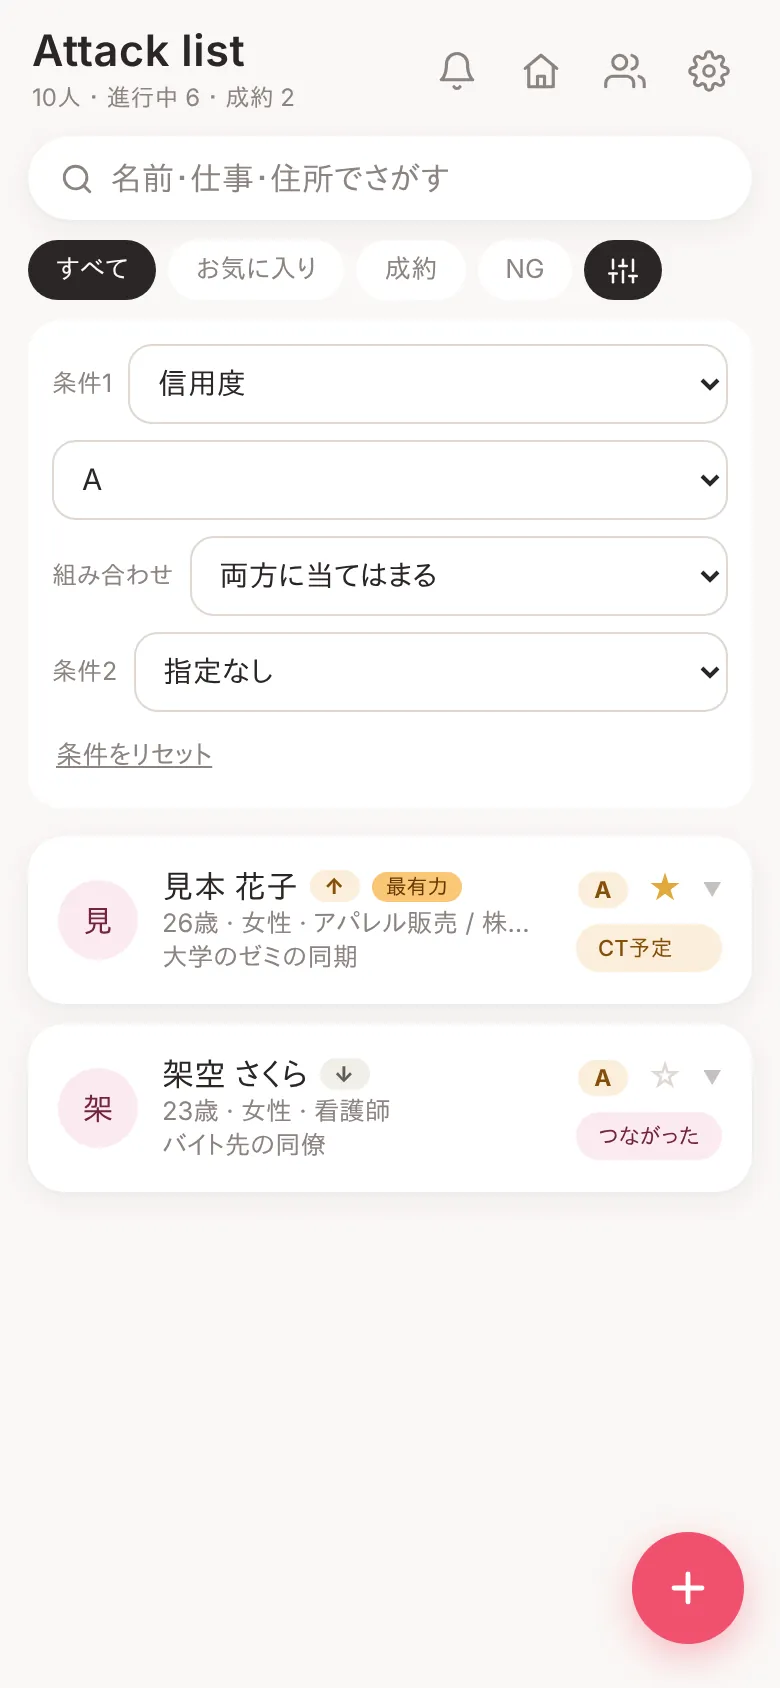 Attack list
10人・進行中 6・成約 2
名前・仕事・住所でさがす
すべて
お気に入り
成約
NG
条件1
信用度
A
組み合わせ
両方に当てはまる
条件2
指定なし
条件をリセット
見
見本 花子
↑
最有力
A
★
▼
26歳・女性・アパレル販売 / 株...
大学のゼミの同期
CT予定
架
架空 さくら
↓
A
☆
▼
23歳・女性・看護師
バイト先の同僚
つながった
+